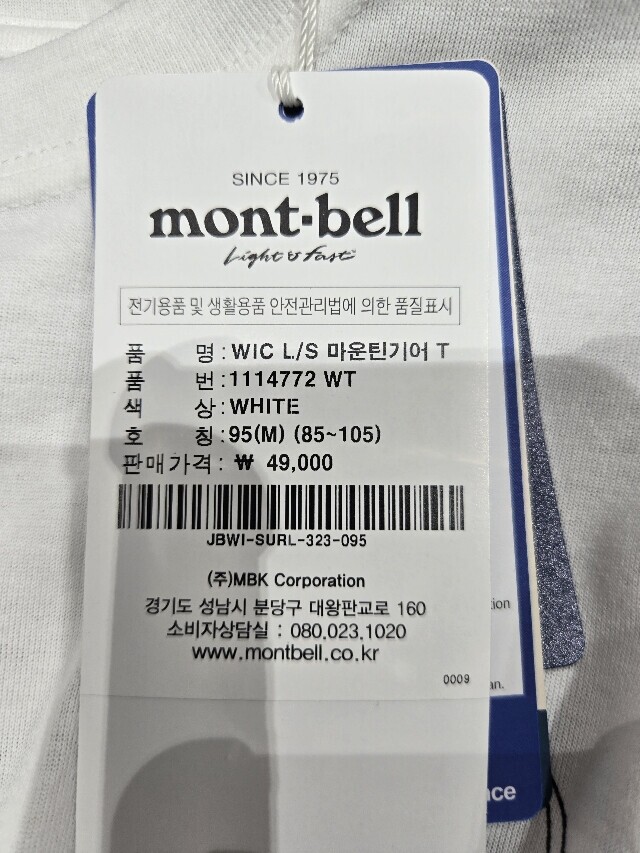 SINCE 1975
mont-bell
Light & Fast
전기용품 및 생활용품 안전관리법에 의한 품질표시
품 명 : WIC L/S 마운틴기어 T
품 번 : 1114772 WT
색 상 : WHITE
호 칭 : 95(M) (85~105)
판매가격 : ₩ 49,000
JBWI-SURL-323-095
(주)MBK Corporation
경기도 성남시 분당구 대왕판교로 160
소비자상담실 : 080.023.1020
www.montbell.co.kr
0009